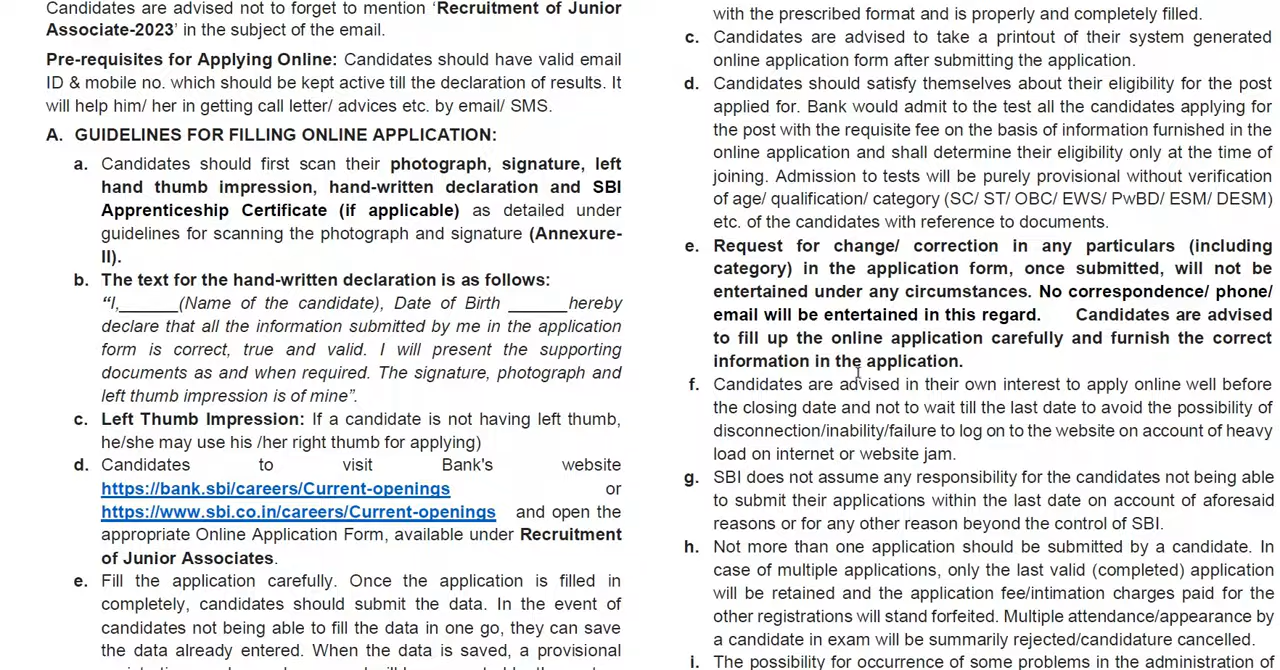 Candidates are advised not to forget to mention ‘Recruitment of Junior
Associate-2023’ in the subject of the email.
Pre-requisites for Applying Online: Candidates should have valid email
ID & mobile no. which should be kept active till the declaration of results. It
will help him/ her in getting call letter/ advices etc. by email/ SMS.
A. GUIDELINES FOR FILLING ONLINE APPLICATION:
a. Candidates should first scan their photograph, signature, left
hand thumb impression, hand-written declaration and SBI
Apprenticeship Certificate (if applicable) as detailed under
guidelines for scanning the photograph and signature (Annexure-
II).
b. The text for the hand-written declaration is as follows:
“I,_______(Name of the candidate), Date of Birth _______hereby
declare that all the information submitted by me in the application
form is correct, true and valid. I will present the supporting
documents as and when required. The signature, photograph and
left thumb impression is of mine”.
c. Left Thumb Impression: If a candidate is not having left thumb,
he/she may use his /her right thumb for applying)
d. Candidates to visit Bank's website
https://bank.sbi/careers/Current-openings or
https://www.sbi.co.in/careers/Current-openings and open the
appropriate Online Application Form, available under Recruitment
of Junior Associates.
e. Fill the application carefully. Once the application is filled in
completely, candidates should submit the data. In the event of
candidates not being able to fill the data in one go, they can save
the data already entered. When the data is saved, a provisional
with the prescribed format and is properly and completely filled.
c. Candidates are advised to take a printout of their system generated
online application form after submitting the application.
d. Candidates should satisfy themselves about their eligibility for the post
applied for. Bank would admit to the test all the candidates applying for
the post with the requisite fee on the basis of information furnished in the
online application and shall determine their eligibility only at the time of
joining. Admission to tests will be purely provisional without verification
of age/ qualification/ category (SC/ ST/ OBC/ EWS/ PwBD/ ESM/ DESM)
etc. of the candidates with reference to documents.
e. Request for change/ correction in any particulars (including
category) in the application form, once submitted, will not be
entertained under any circumstances. No correspondence/ phone/
email will be entertained in this regard. Candidates are advised
to fill up the online application carefully and furnish the correct
information in the application.
f. Candidates are advised in their own interest to apply online well before
the closing date and not to wait till the last date to avoid the possibility of
disconnection/inability/failure to log on to the website on account of heavy
load on internet or website jam.
g. SBI does not assume any responsibility for the candidates not being able
to submit their applications within the last date on account of aforesaid
reasons or for any other reason beyond the control of SBI.
h. Not more than one application should be submitted by a candidate. In
case of multiple applications, only the last valid (completed) application
will be retained and the application fee/intimation charges paid for the
other registrations will stand forfeited. Multiple attendance/appearance by
a candidate in exam will be summarily rejected/candidature cancelled.
i. The possibility for occurrence of some problems in the administration of